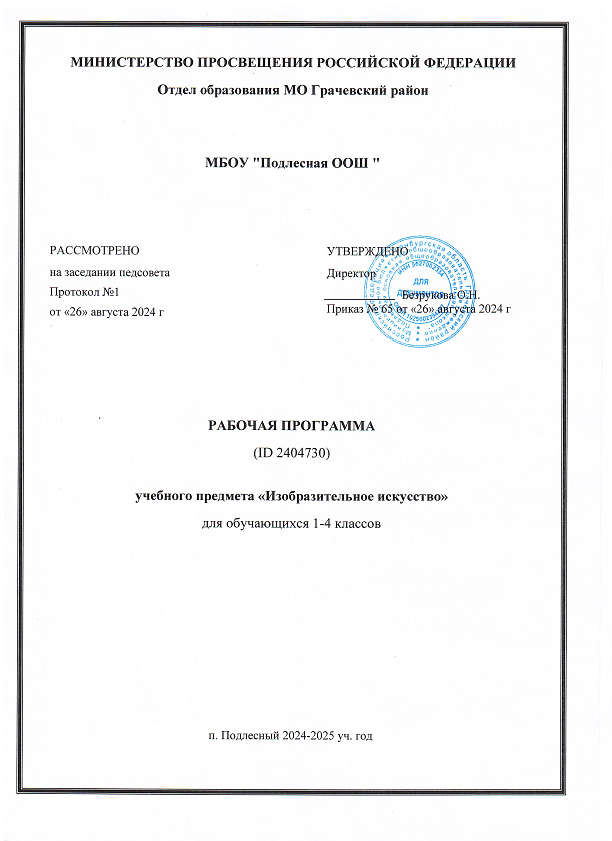 МИНИСТЕРСТВО ПРОСВЕЩЕНИЯ РОССИЙСКОЙ ФЕДЕРАЦИИ
Отдел образования МО Грачевский район
МБОУ "Подлесная ООШ "
РАССМОТРЕНО
на заседании педсовета
Протокол №1
от «26» августа 2024 г
УТВЕРЖДЕНО
Директор
Безрукова О.Н.
Приказ № 65 от «26» августа 2024 г
ДЛЯ
ДОКУМЕНТОВ
РАБОЧАЯ ПРОГРАММА
(ID 2404730)
учебного предмета «Изобразительное искусство»
для обучающихся 1-4 классов
п. Подлесный 2024-2025 уч. год